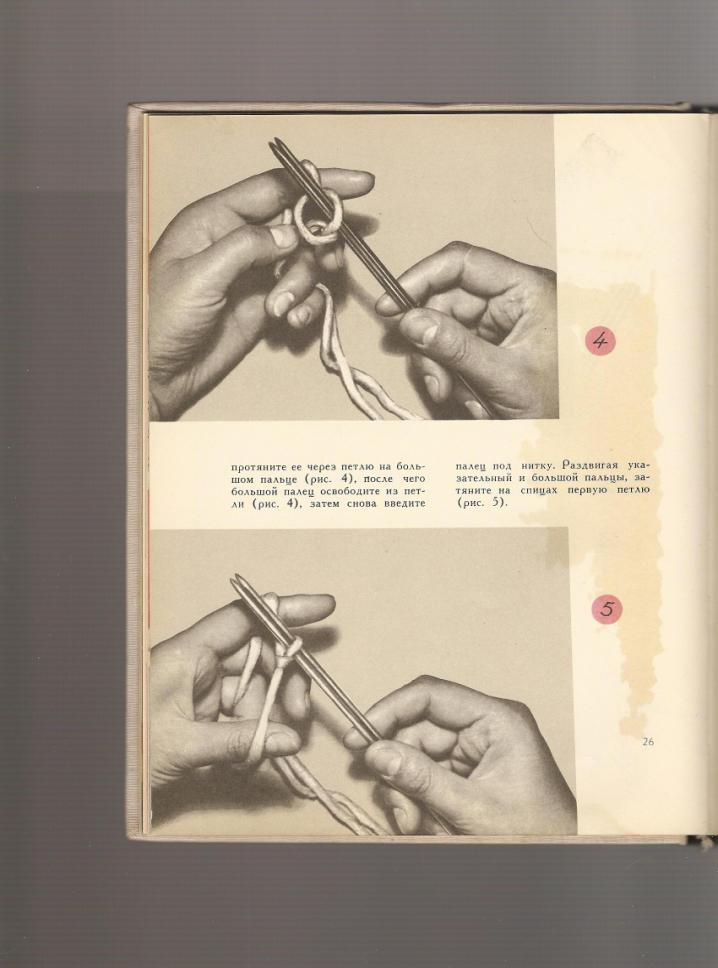 4
протяните ее через петлю на боль-
шом пальце (рис. 4), после чего
большой палец освободите из пет-
ли (рис. 4), затем снова введите
палец под нитку. Раздвигая ука-
зательный и большой пальцы, за-
тяните на спицах первую петлю
(рис. 5).
5
26